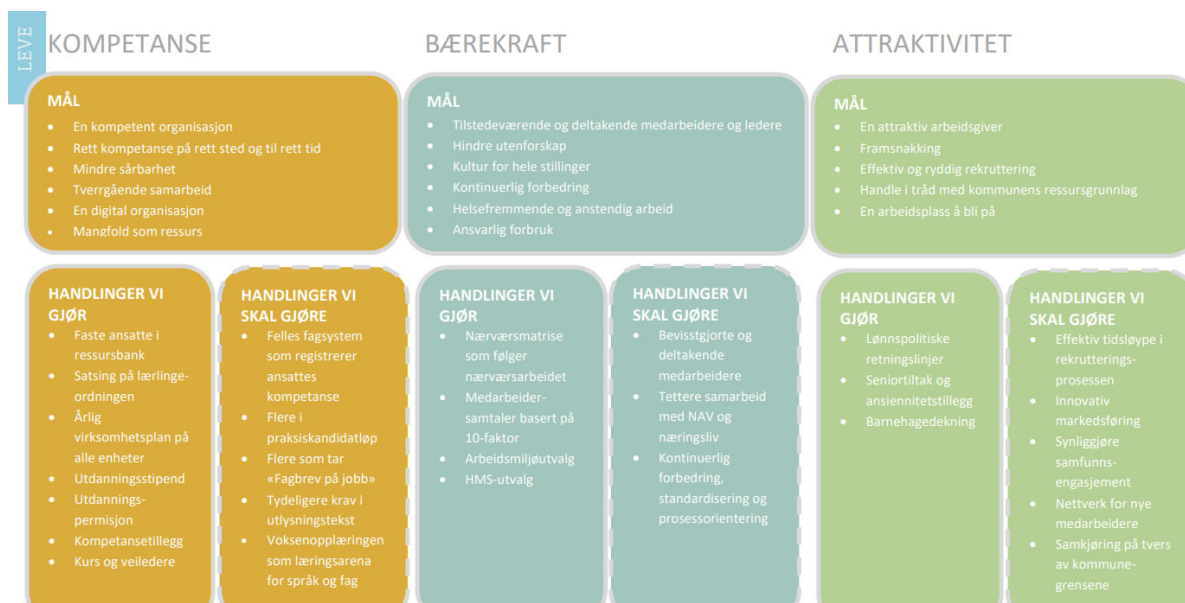 LEVE
KOMPETANSE
MÅL
• En kompetent organisasjon
• Rett kompetanse på rett sted og til rett tid
• Mindre sårbarhet
• Tverrgående samarbeid
• En digital organisasjon
• Mangfold som ressurs
HANDLINGER VI
GJØR
• Faste ansatte i
ressursbank
• Satsing på lærlinge-
ordningen
• Årlig
virksomhetsplan på
alle enheter
• Utdanningsstipend
• Utdannings-
permisjon
• Kompetansetillegg
• Kurs og veiledere
HANDLINGER VI
SKAL GJØRE
• Felles fagsystem
som registrerer
ansattes
kompetanse
• Flere i
praksiskandidatløp
• Flere som tar
«Fagbrev på jobb»
• Tydeligere krav i
utlysningstekst
• Voksenopplæringen
som læringsarena
for språk og fag
BÆREKRAFT
MÅL
• Tilstedeværende og deltakende medarbeidere og ledere
• Hindre utenforskap
• Kultur for hele stillinger
• Kontinuerlig forbedring
• Helsefremmende og anstendig arbeid
• Ansvarlig forbruk
HANDLINGER VI
GJØR
• Nærværsmatrise
som følger
nærværsarbeidet
• Medarbeider-
samtaler basert på
10-faktor
• Arbeidsmiljøutvalg
• HMS-utvalg
HANDLINGER VI
SKAL GJØRE
• Bevisstgjorte og
deltakende
medarbeidere
• Tettere samarbeid
med NAV og
næringsliv
• Kontinuerlig
forbedring,
standardisering og
prosessorientering
ATTRAKTIVITET
MÅL
• En attraktiv arbeidsgiver
• Framsnakking
• Effektiv og ryddig rekruttering
• Handle i tråd med kommunens ressursgrunnlag
• En arbeidsplass å bli på
HANDLINGER VI
GJØR
• Lønnspolitiske
retningslinjer
• Seniortiltak og
ansiennitetstillegg
• Barnehagedekning
HANDLINGER VI
SKAL GJØRE
• Effektiv tidsløype i
rekrutterings-
prosessen
• Innovativ
markedsføring
• Synliggjøre
samfunns-
engasjement
• Nettverk for nye
medarbeidere
• Samkjøring på tvers
av kommune-
grensene